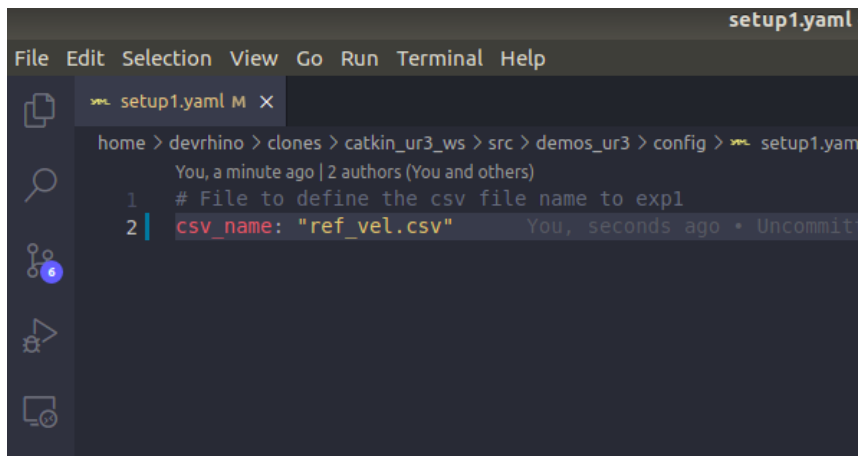 setup1.yaml
File Edit Selection View Go Run Terminal Help
setup1.yaml M ×
home > devrhino > clones > catkin_ur3_ws > src > demos_ur3 > config > setup1.yam
You, a minute ago | 2 authors (You and others)
1 # File to define the csv file name to exp1
2 csv_name: "ref_vel.csv" You, seconds ago • Uncommit
6